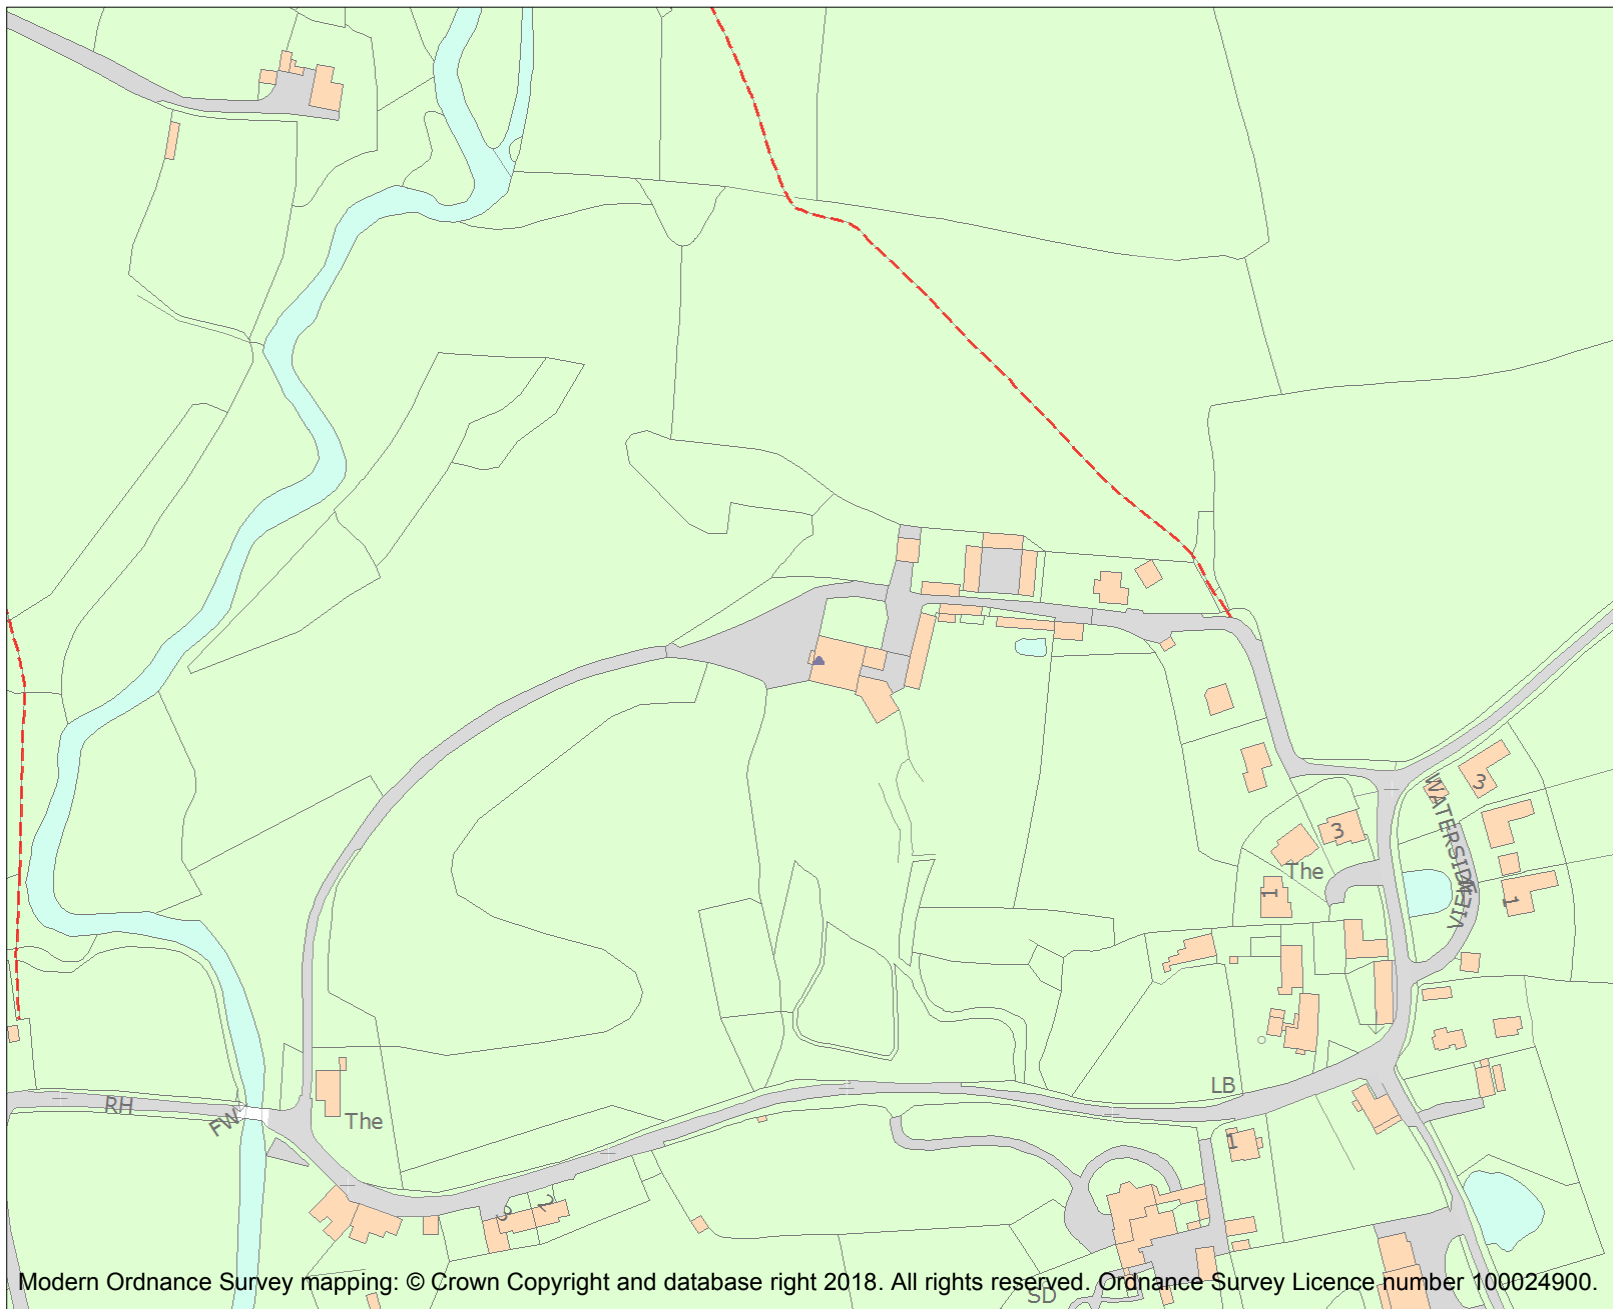 WATERSIDE
VIEW
3
3
The
1
1
LB
RH
FW
The
1
3
2
SD
Modern Ordnance Survey mapping: © Crown Copyright and database right 2018. All rights reserved. Ordnance Survey Licence number 100024900.